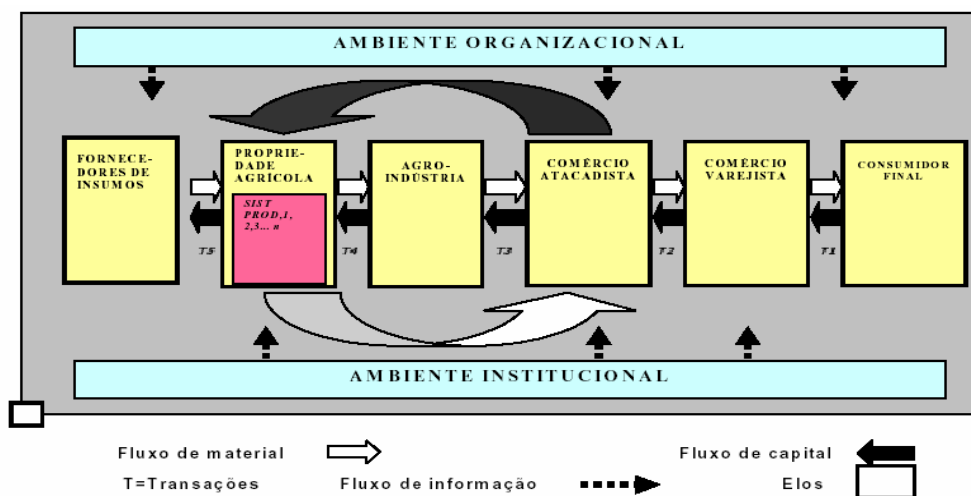 AMBIENTE ORGANIZACIONAL
FORNECE-
DORES DE
INSUMOS
PROPRIE-
DADE
AGRÍCOLA
SIST
PROD,1,
2,3... n
AGRO-
INDÚSTRIA
COMÉRCIO
ATACADISTA
COMÉRCIO
VAREJISTA
CONSUMIDOR
FINAL
T5
T4
T3
T2
T1
AMBIENTE INSTITUCIONAL
Fluxo de material
Fluxo de capital
T=Transações
Fluxo de informação
Elos